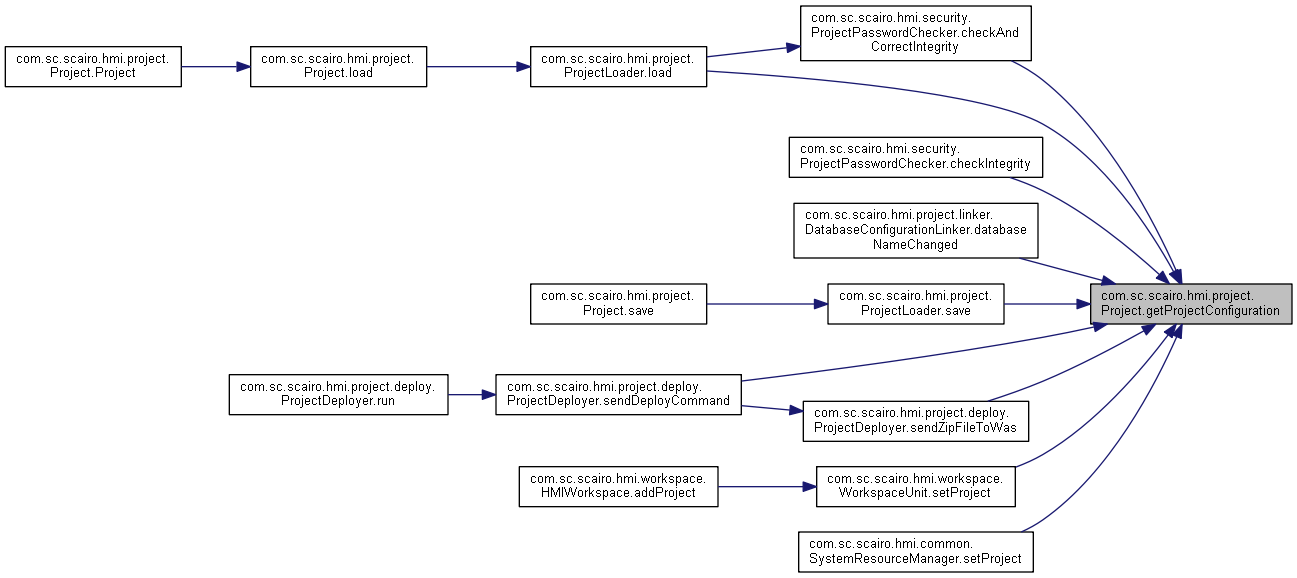 com.sc.scairo.hmi.security.
ProjectPasswordChecker.checkAnd
CorrectIntegrity
com.sc.scairo.hmi.project.
Project.Project
com.sc.scairo.hmi.project.
Project.load
com.sc.scairo.hmi.project.
ProjectLoader.load
com.sc.scairo.hmi.security.
ProjectPasswordChecker.checkIntegrity
com.sc.scairo.hmi.project.linker.
DatabaseConfigurationLinker.database
NameChanged
com.sc.scairo.hmi.project.
Project.save
com.sc.scairo.hmi.project.
ProjectLoader.save
com.sc.scairo.hmi.project.
Project.getProjectConfiguration
com.sc.scairo.hmi.project.deploy.
ProjectDeployer.run
com.sc.scairo.hmi.project.deploy.
ProjectDeployer.sendDeployCommand
com.sc.scairo.hmi.project.deploy.
ProjectDeployer.sendZipFileToWas
com.sc.scairo.hmi.workspace.
HMIWorkspace.addProject
com.sc.scairo.hmi.workspace.
WorkspaceUnit.setProject
com.sc.scairo.hmi.common.
SystemResourceManager.setProject